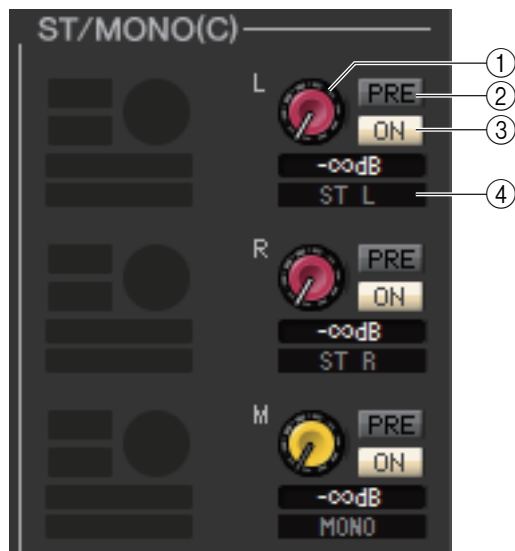 ST/MONO(C)
L PRE ①
②
ON ③
-∞dB
ST L ④
R PRE
ON
-∞dB
ST R
M PRE
ON
-∞dB
MONO